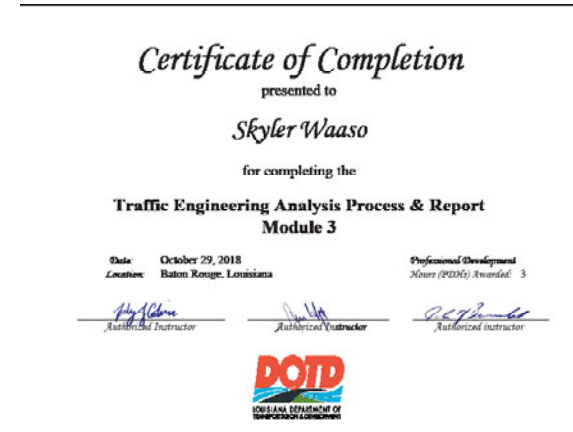 Certificate of Completion
presented to
Skyler Waaso
for completing the
Traffic Engineering Analysis Process & Report
Module 3
Date: October 29, 2018
Location: Baton Rouge, Louisiana
Professional Development
Hours (PDHs) Awarded: 3
Authorized Instructor
Authorized Instructor
Authorized instructor
DOTD
LOUISIANA DEPARTMENT OF
TRANSPORTATION & DEVELOPMENT